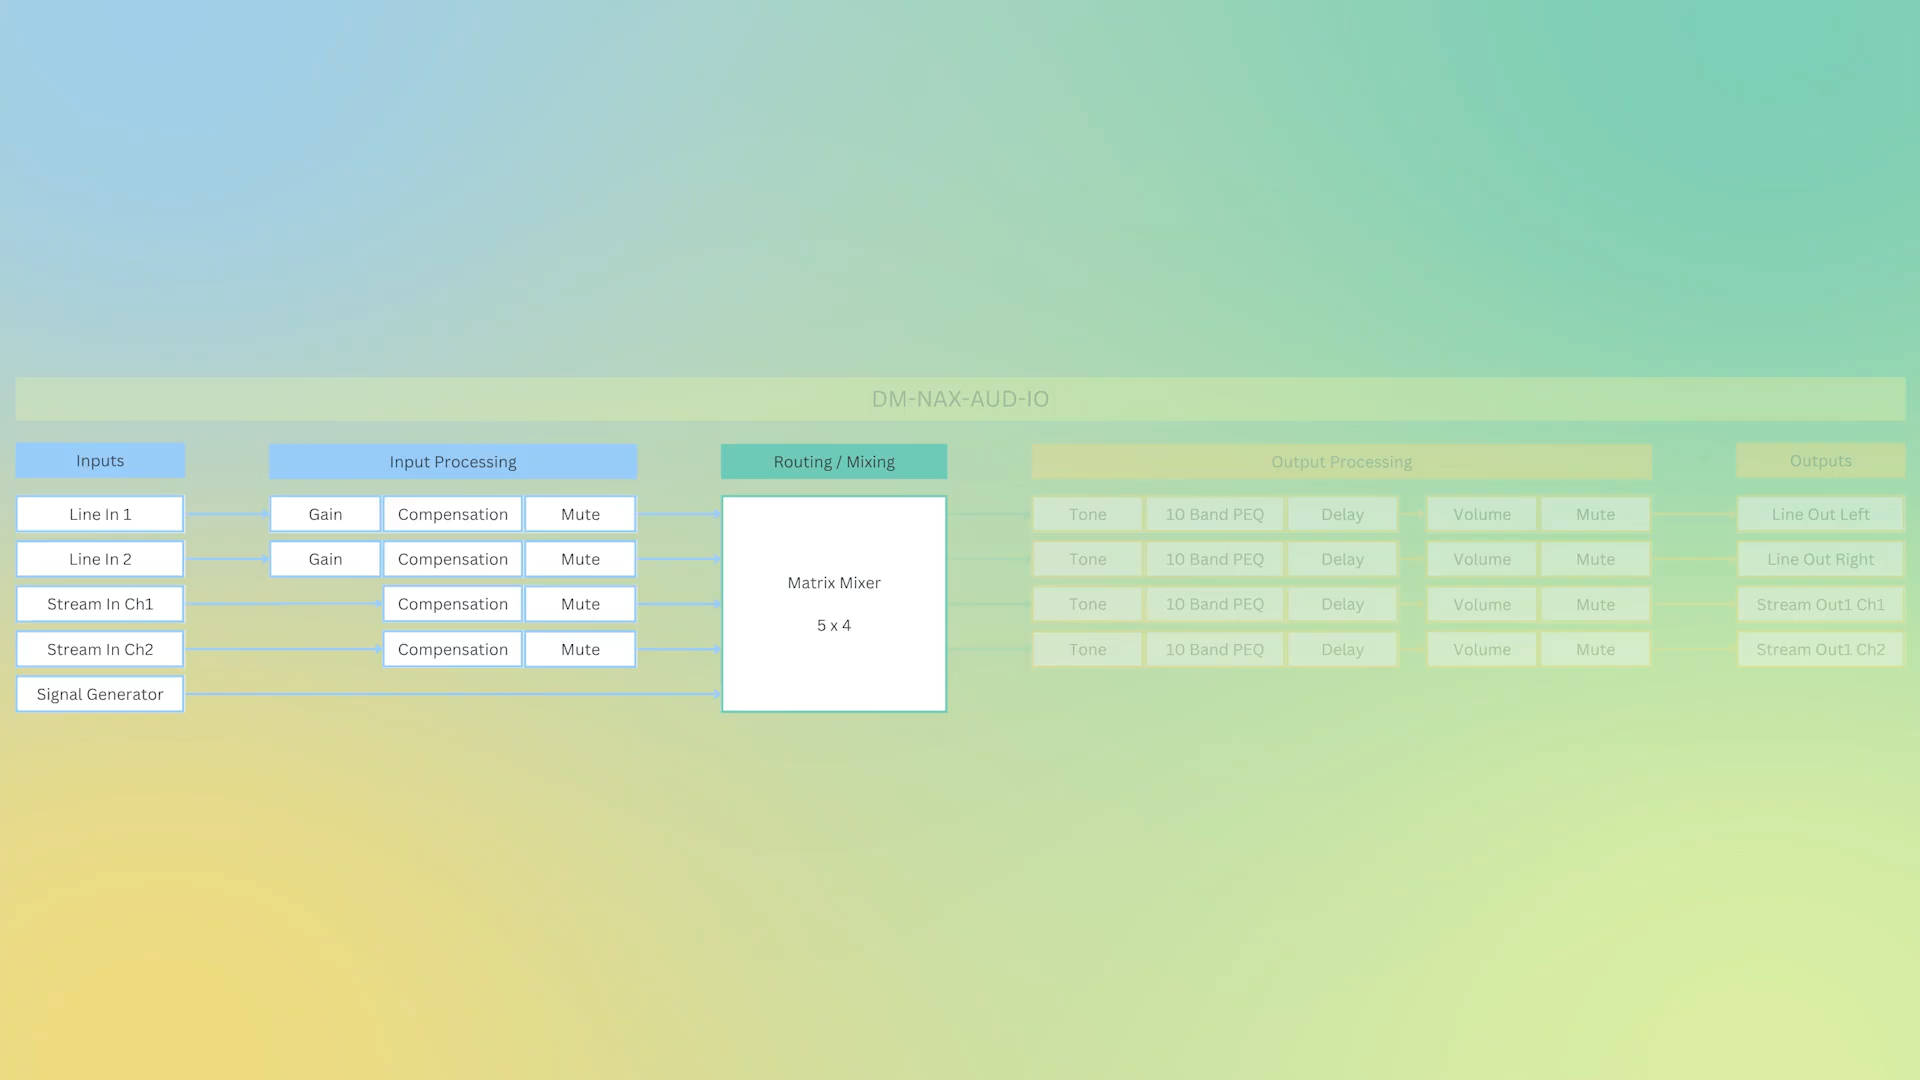 DM-NAX-AUD-IO
Inputs Input Processing Routing / Mixing Output Processing Outputs
Line In 1 Gain Compensation Mute Tone 10 Band PEQ Delay Volume Mute Line Out Left
Line In 2 Gain Compensation Mute Tone 10 Band PEQ Delay Volume Mute Line Out Right
Matrix Mixer
Stream In Ch1 Compensation Mute Tone 10 Band PEQ Delay Volume Mute Stream Out1 Ch1
5 x 4
Stream In Ch2 Compensation Mute Tone 10 Band PEQ Delay Volume Mute Stream Out1 Ch2
Signal Generator